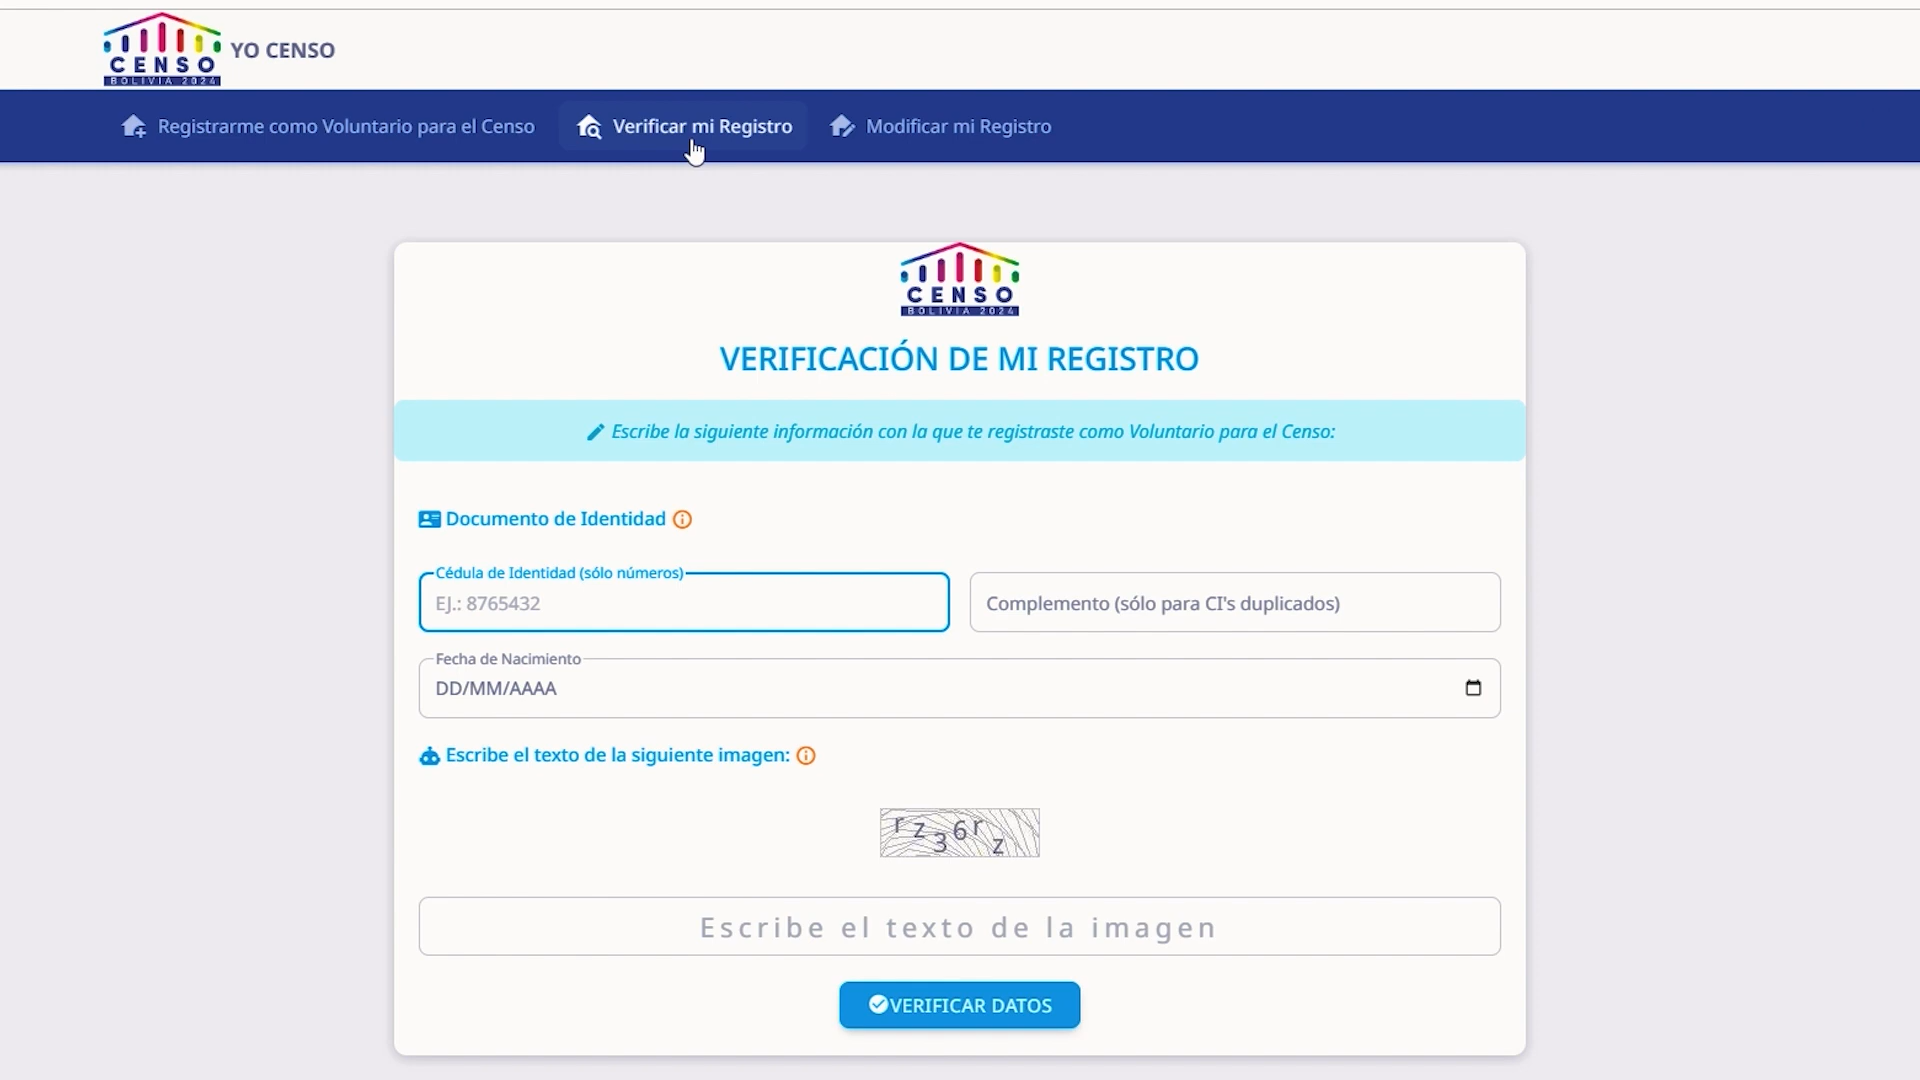 CENSO
BOLIVIA 2024
YO CENSO
Registrarme como Voluntario para el Censo
Verificar mi Registro
Modificar mi Registro
CENSO
BOLIVIA 2024
VERIFICACIÓN DE MI REGISTRO
Escribe la siguiente información con la que te registraste como Voluntario para el Censo:
Documento de Identidad
Cédula de Identidad (sólo números)
EJ.: 8765432
Complemento (sólo para CI's duplicados)
Fecha de Nacimiento
DD/MM/AAAA
Escribe el texto de la siguiente imagen:
rz36rz
Escribe el texto de la imagen
VERIFICAR DATOS